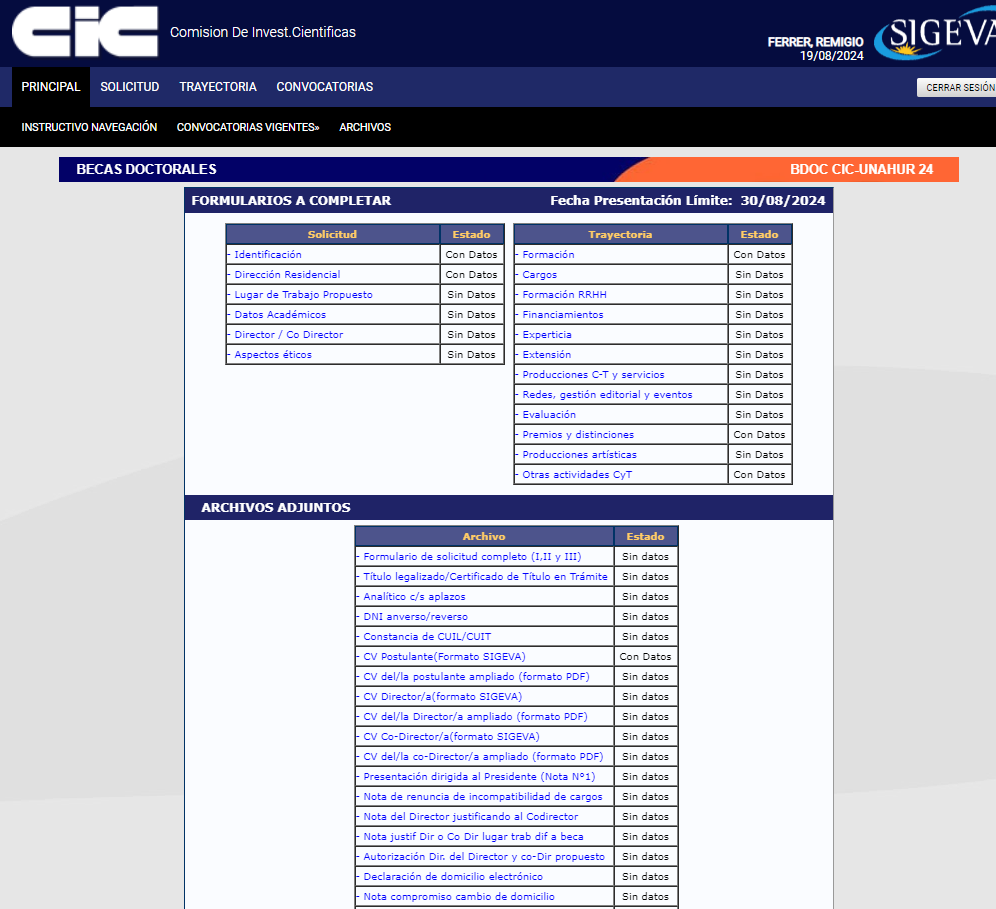 CIC
Comision De Invest.Cientificas
FERRER, REMIGIO
19/08/2024
SIGEVA
PRINCIPAL SOLICITUD TRAYECTORIA CONVOCATORIAS
CERRAR SESIÓN
INSTRUCTIVO NAVEGACIÓN CONVOCATORIAS VIGENTES» ARCHIVOS
BECAS DOCTORALES BDOC CIC-UNAHUR 24
FORMULARIOS A COMPLETAR Fecha Presentación Límite: 30/08/2024
Solicitud Estado
- Identificación Con Datos
- Dirección Residencial Con Datos
- Lugar de Trabajo Propuesto Sin Datos
- Datos Académicos Sin Datos
- Director / Co Director Sin Datos
- Aspectos éticos Sin Datos
Trayectoria Estado
- Formación Con Datos
- Cargos Sin Datos
- Formación RRHH Sin Datos
- Financiamientos Sin Datos
- Experticia Sin Datos
- Extensión Sin Datos
- Producciones C-T y servicios Sin Datos
- Redes, gestión editorial y eventos Sin Datos
- Evaluación Sin Datos
- Premios y distinciones Con Datos
- Producciones artísticas Sin Datos
- Otras actividades CyT Con Datos
ARCHIVOS ADJUNTOS
Archivo Estado
- Formulario de solicitud completo (I,II y III) Sin datos
- Título legalizado/Certificado de Título en Trámite Sin datos
- Analítico c/s aplazos Sin datos
- DNI anverso/reverso Sin datos
- Constancia de CUIL/CUIT Sin datos
- CV Postulante(Formato SIGEVA) Con Datos
- CV del/la postulante ampliado (formato PDF) Sin datos
- CV Director/a(formato SIGEVA) Sin datos
- CV del/la Director/a ampliado (formato PDF) Sin datos
- CV Co-Director/a(formato SIGEVA) Sin datos
- CV del/la co-Director/a ampliado (formato PDF) Sin datos
- Presentación dirigida al Presidente (Nota Nº1) Sin datos
- Nota de renuncia de incompatibilidad de cargos Sin datos
- Nota del Director justificando al Codirector Sin datos
- Nota justif Dir o Co Dir lugar trab dif a beca Sin datos
- Autorización Dir. del Director y co-Dir propuesto Sin datos
- Declaración de domicilio electrónico Sin datos
- Nota compromiso cambio de domicilio Sin datos